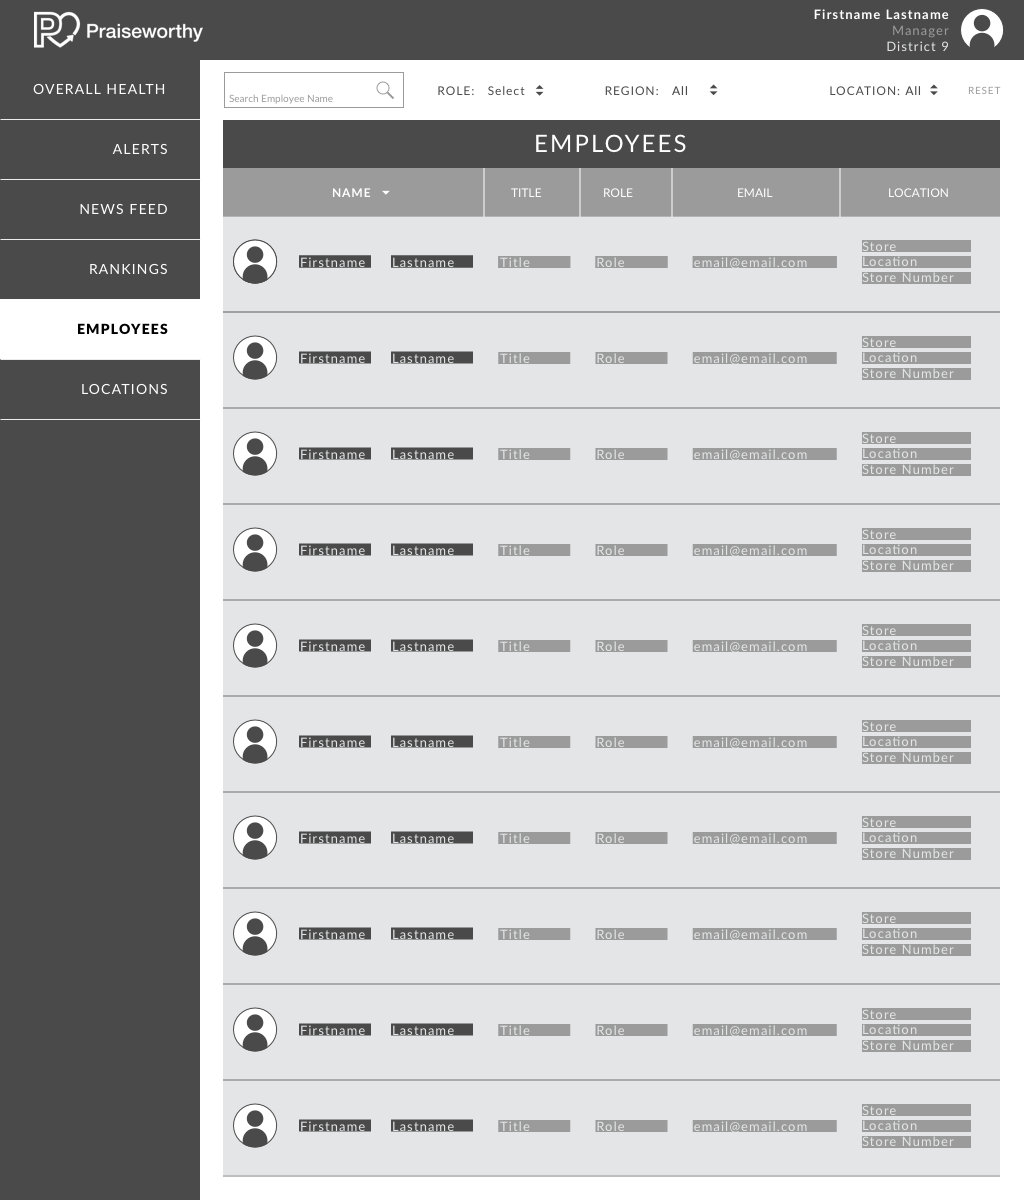 Praiseworthy
Firstname Lastname
Manager
District 9
OVERALL HEALTH
ALERTS
NEWS FEED
RANKINGS
EMPLOYEES
LOCATIONS
Search Employee Name
ROLE: Select
REGION: All
LOCATION: All
RESET
EMPLOYEES
NAME TITLE ROLE EMAIL LOCATION
Firstname Lastname Title Role email@email.com
Store
Location
Store Number
Firstname Lastname Title Role email@email.com
Store
Location
Store Number
Firstname Lastname Title Role email@email.com
Store
Location
Store Number
Firstname Lastname Title Role email@email.com
Store
Location
Store Number
Firstname Lastname Title Role email@email.com
Store
Location
Store Number
Firstname Lastname Title Role email@email.com
Store
Location
Store Number
Firstname Lastname Title Role email@email.com
Store
Location
Store Number
Firstname Lastname Title Role email@email.com
Store
Location
Store Number
Firstname Lastname Title Role email@email.com
Store
Location
Store Number
Firstname Lastname Title Role email@email.com
Store
Location
Store Number